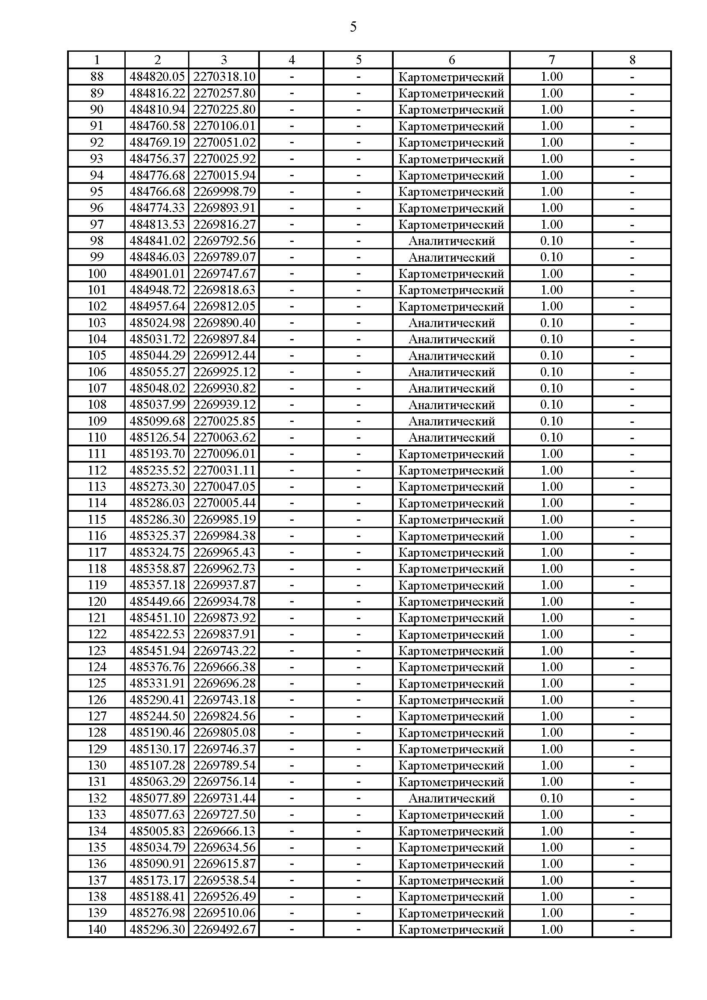 5
1 2 3 4 5 6 7 8
88 484820.05 2270318.10 - - Картометрический 1.00 -
89 484816.22 2270257.80 - - Картометрический 1.00 -
90 484810.94 2270225.80 - - Картометрический 1.00 -
91 484760.58 2270106.01 - - Картометрический 1.00 -
92 484769.19 2270051.02 - - Картометрический 1.00 -
93 484756.37 2270025.92 - - Картометрический 1.00 -
94 484776.68 2270015.94 - - Картометрический 1.00 -
95 484766.68 2269998.79 - - Картометрический 1.00 -
96 484774.33 2269893.91 - - Картометрический 1.00 -
97 484813.53 2269816.27 - - Картометрический 1.00 -
98 484841.02 2269792.56 - - Аналитический 0.10 -
99 484846.03 2269789.07 - - Аналитический 0.10 -
100 484901.01 2269747.67 - - Картометрический 1.00 -
101 484948.72 2269818.63 - - Картометрический 1.00 -
102 484957.64 2269812.05 - - Картометрический 1.00 -
103 485024.98 2269890.40 - - Аналитический 0.10 -
104 485031.72 2269897.84 - - Аналитический 0.10 -
105 485044.29 2269912.44 - - Аналитический 0.10 -
106 485055.27 2269925.12 - - Аналитический 0.10 -
107 485048.02 2269930.82 - - Аналитический 0.10 -
108 485037.99 2269939.12 - - Аналитический 0.10 -
109 485099.68 2270025.85 - - Аналитический 0.10 -
110 485126.54 2270063.62 - - Аналитический 0.10 -
111 485193.70 2270096.01 - - Картометрический 1.00 -
112 485235.52 2270031.11 - - Картометрический 1.00 -
113 485273.30 2270047.05 - - Картометрический 1.00 -
114 485286.03 2270005.44 - - Картометрический 1.00 -
115 485286.30 2269985.19 - - Картометрический 1.00 -
116 485325.37 2269984.38 - - Картометрический 1.00 -
117 485324.75 2269965.43 - - Картометрический 1.00 -
118 485358.87 2269962.73 - - Картометрический 1.00 -
119 485357.18 2269937.87 - - Картометрический 1.00 -
120 485449.66 2269934.78 - - Картометрический 1.00 -
121 485451.10 2269873.92 - - Картометрический 1.00 -
122 485422.53 2269837.91 - - Картометрический 1.00 -
123 485451.94 2269743.22 - - Картометрический 1.00 -
124 485376.76 2269666.38 - - Картометрический 1.00 -
125 485331.91 2269696.28 - - Картометрический 1.00 -
126 485290.41 2269743.18 - - Картометрический 1.00 -
127 485244.50 2269824.56 - - Картометрический 1.00 -
128 485190.46 2269805.08 - - Картометрический 1.00 -
129 485130.17 2269746.37 - - Картометрический 1.00 -
130 485107.28 2269789.54 - - Картометрический 1.00 -
131 485063.29 2269756.14 - - Картометрический 1.00 -
132 485077.89 2269731.44 - - Аналитический 0.10 -
133 485077.63 2269727.50 - - Картометрический 1.00 -
134 485005.83 2269666.13 - - Картометрический 1.00 -
135 485034.79 2269634.56 - - Картометрический 1.00 -
136 485090.91 2269615.87 - - Картометрический 1.00 -
137 485173.17 2269538.54 - - Картометрический 1.00 -
138 485188.41 2269526.49 - - Картометрический 1.00 -
139 485276.98 2269510.06 - - Картометрический 1.00 -
140 485296.30 2269492.67 - - Картометрический 1.00 -